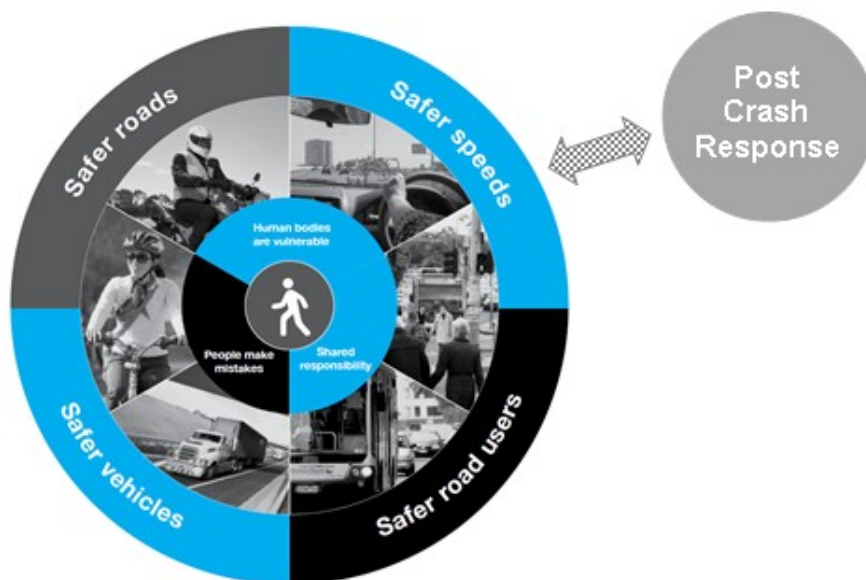 Safer roads
Safer speeds
Post
Crash
Response
Human bodies
are vulnerable
People make
mistakes
Shared
responsibility
Safer vehicles
Safer road users